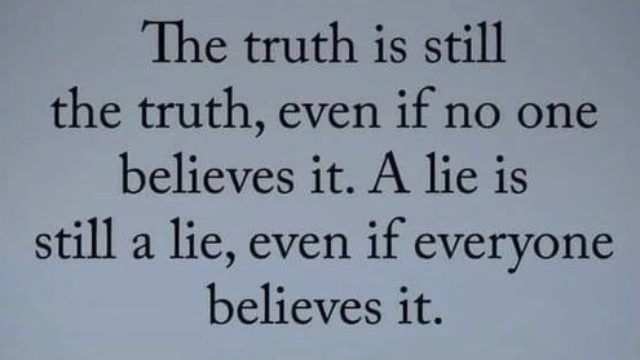 The truth is still
the truth, even if no one
believes it. A lie is
still a lie, even if everyone
believes it.